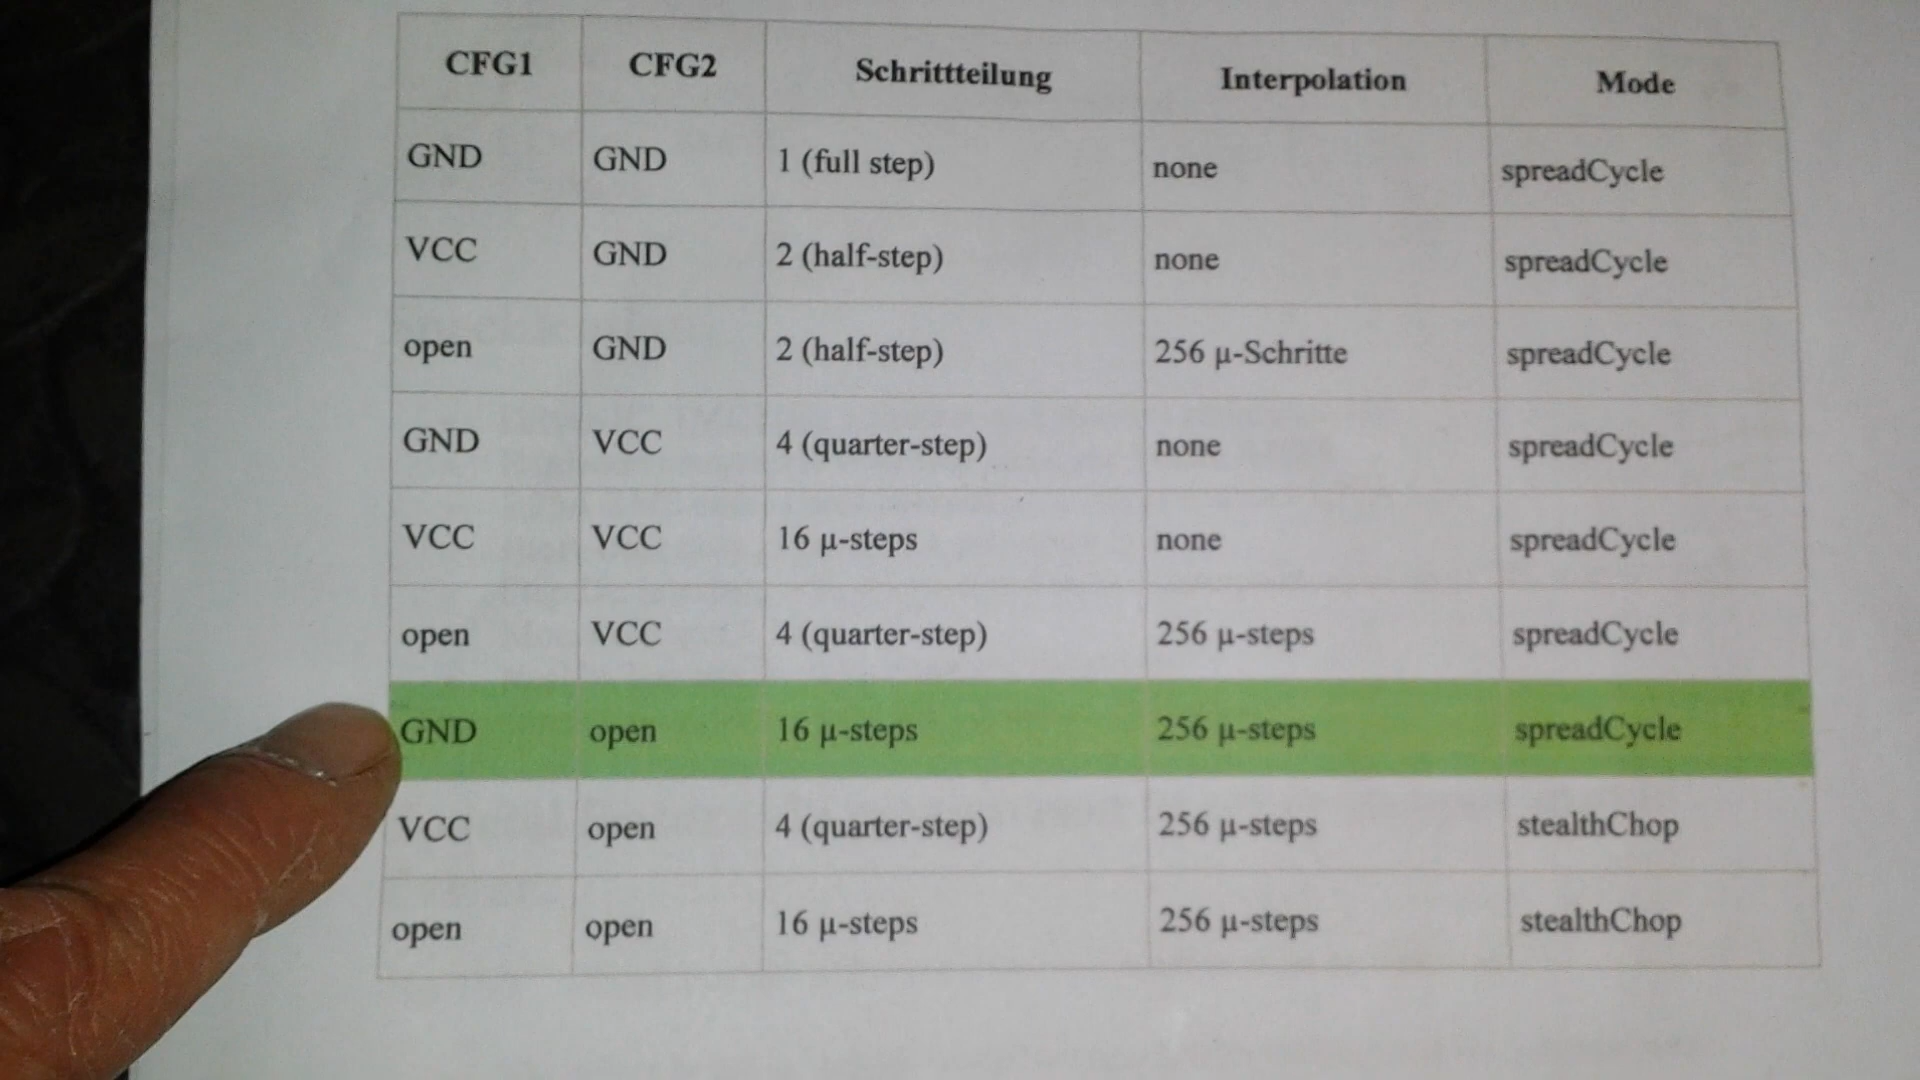 CFG1 CFG2 Schrittteilung Interpolation Mode
GND GND 1 (full step) none spreadCycle
VCC GND 2 (half-step) none spreadCycle
open GND 2 (half-step) 256 µ-Schritte spreadCycle
GND VCC 4 (quarter-step) none spreadCycle
VCC VCC 16 µ-steps none spreadCycle
open VCC 4 (quarter-step) 256 µ-steps spreadCycle
GND open 16 µ-steps 256 µ-steps spreadCycle
VCC open 4 (quarter-step) 256 µ-steps stealthChop
open open 16 µ-steps 256 µ-steps stealthChop